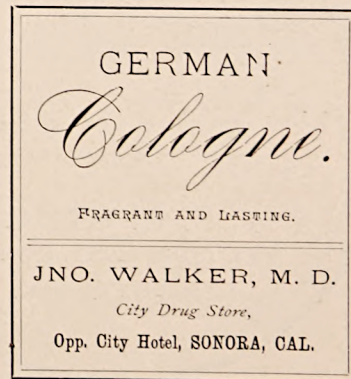 GERMAN
Cologne.
FRAGRANT AND LASTING.
JNO. WALKER, M. D.
City Drug Store,
Opp. City Hotel, SONORA, CAL.